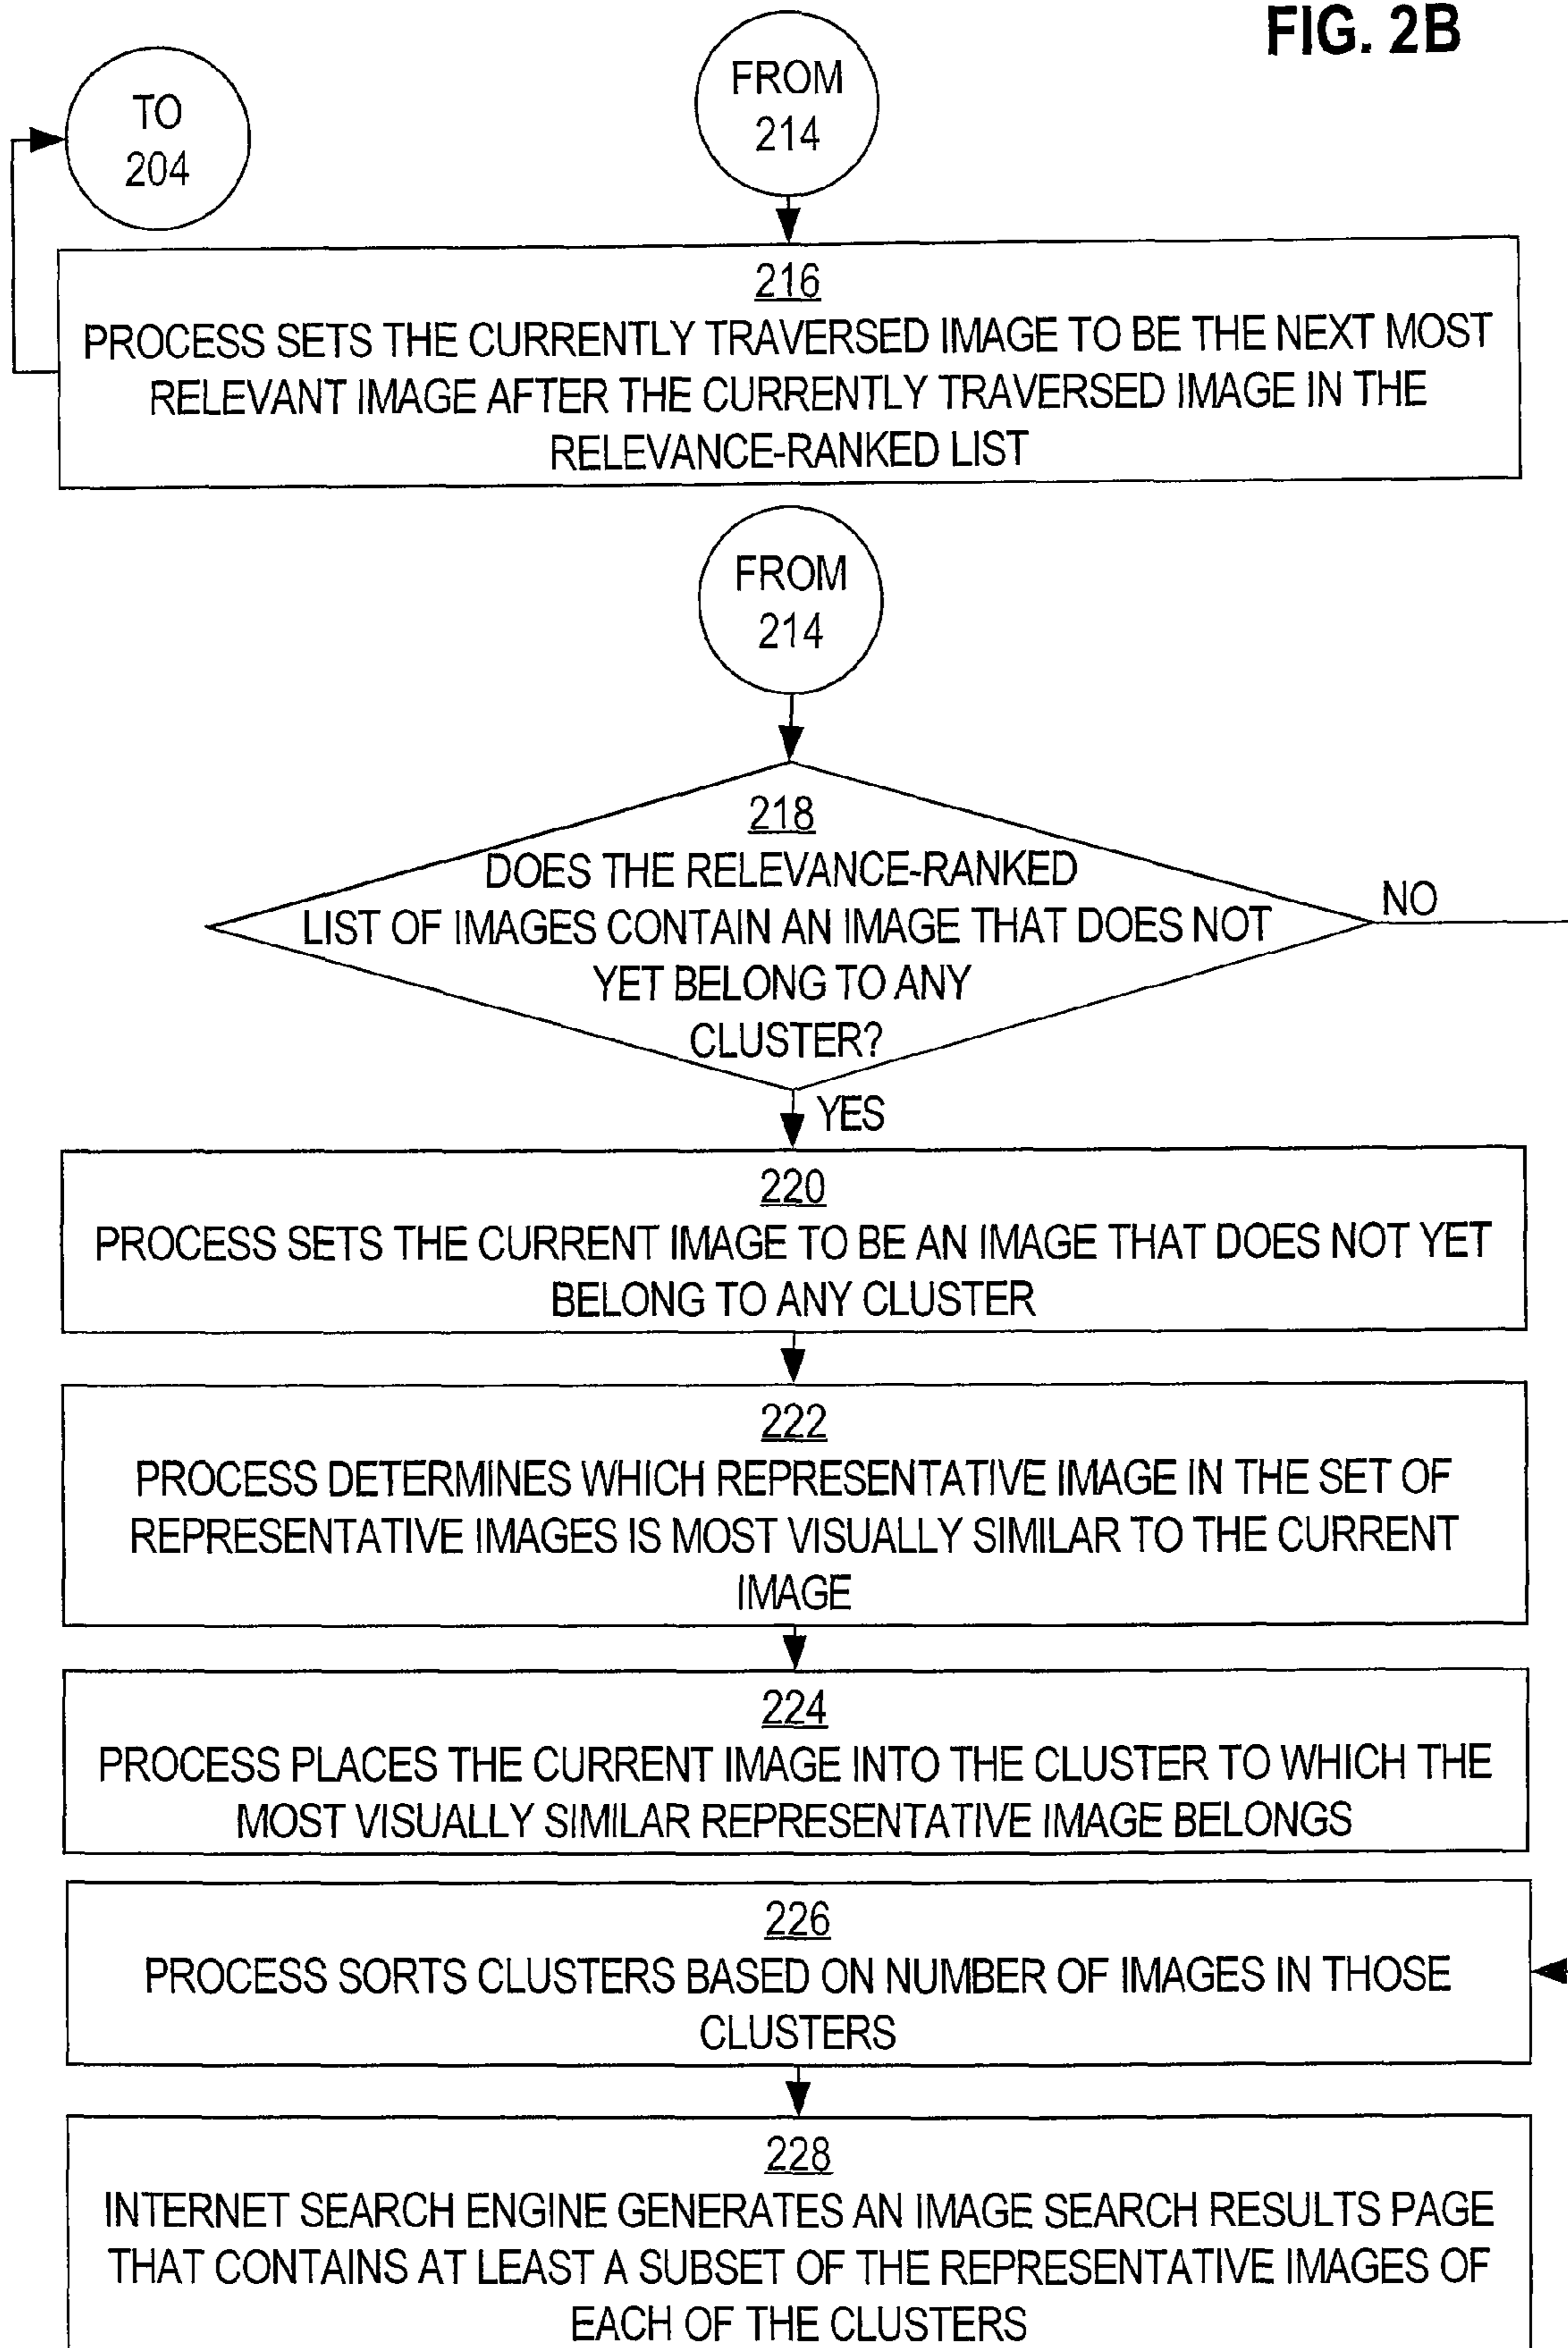 FIG. 2B
TO
204
FROM
214
216
PROCESS SETS THE CURRENTLY TRAVERSED IMAGE TO BE THE NEXT MOST
RELEVANT IMAGE AFTER THE CURRENTLY TRAVERSED IMAGE IN THE
RELEVANCE-RANKED LIST
FROM
214
218
DOES THE RELEVANCE-RANKED
LIST OF IMAGES CONTAIN AN IMAGE THAT DOES NOT
YET BELONG TO ANY
CLUSTER?
NO
YES
220
PROCESS SETS THE CURRENT IMAGE TO BE AN IMAGE THAT DOES NOT YET
BELONG TO ANY CLUSTER
222
PROCESS DETERMINES WHICH REPRESENTATIVE IMAGE IN THE SET OF
REPRESENTATIVE IMAGES IS MOST VISUALLY SIMILAR TO THE CURRENT
IMAGE
224
PROCESS PLACES THE CURRENT IMAGE INTO THE CLUSTER TO WHICH THE
MOST VISUALLY SIMILAR REPRESENTATIVE IMAGE BELONGS
226
PROCESS SORTS CLUSTERS BASED ON NUMBER OF IMAGES IN THOSE
CLUSTERS
228
INTERNET SEARCH ENGINE GENERATES AN IMAGE SEARCH RESULTS PAGE
THAT CONTAINS AT LEAST A SUBSET OF THE REPRESENTATIVE IMAGES OF
EACH OF THE CLUSTERS